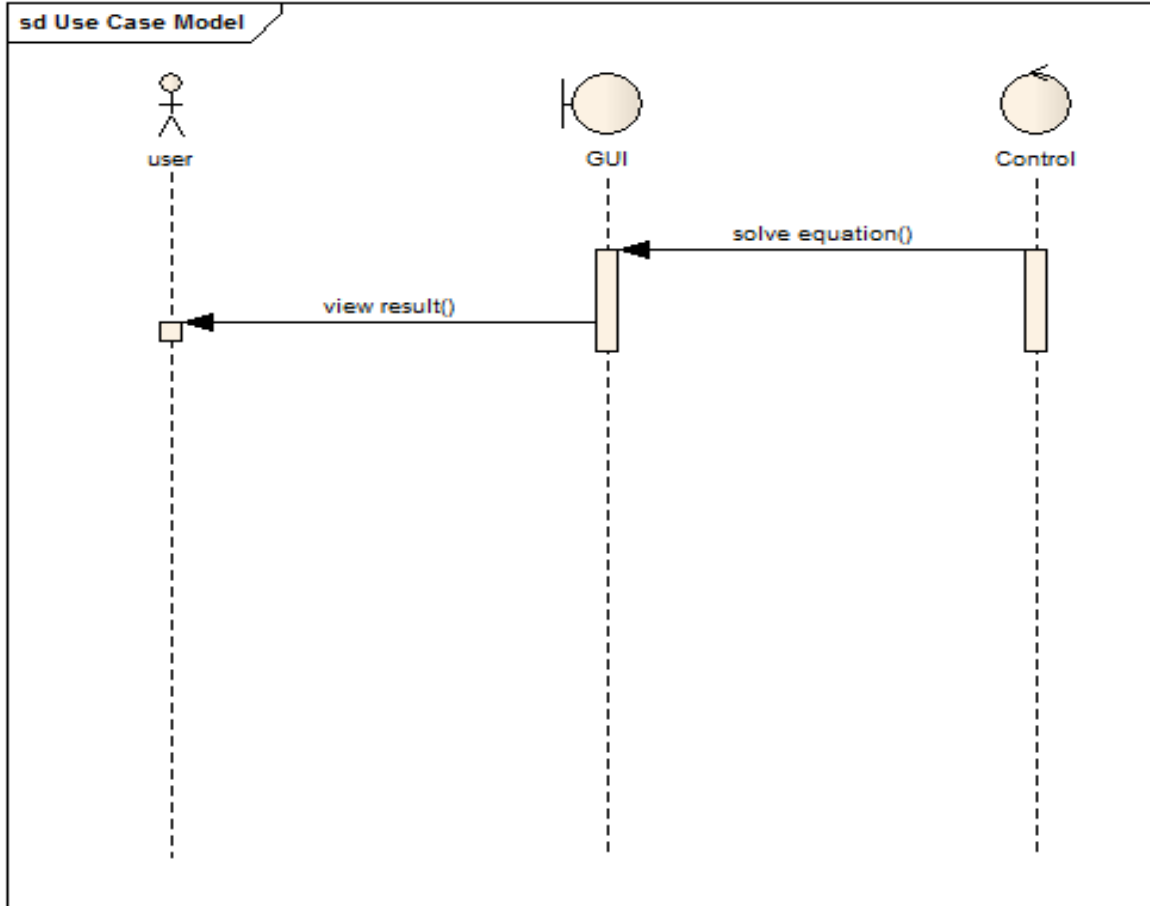 sd Use Case Model
user
GUI
Control
solve equation()
view result()